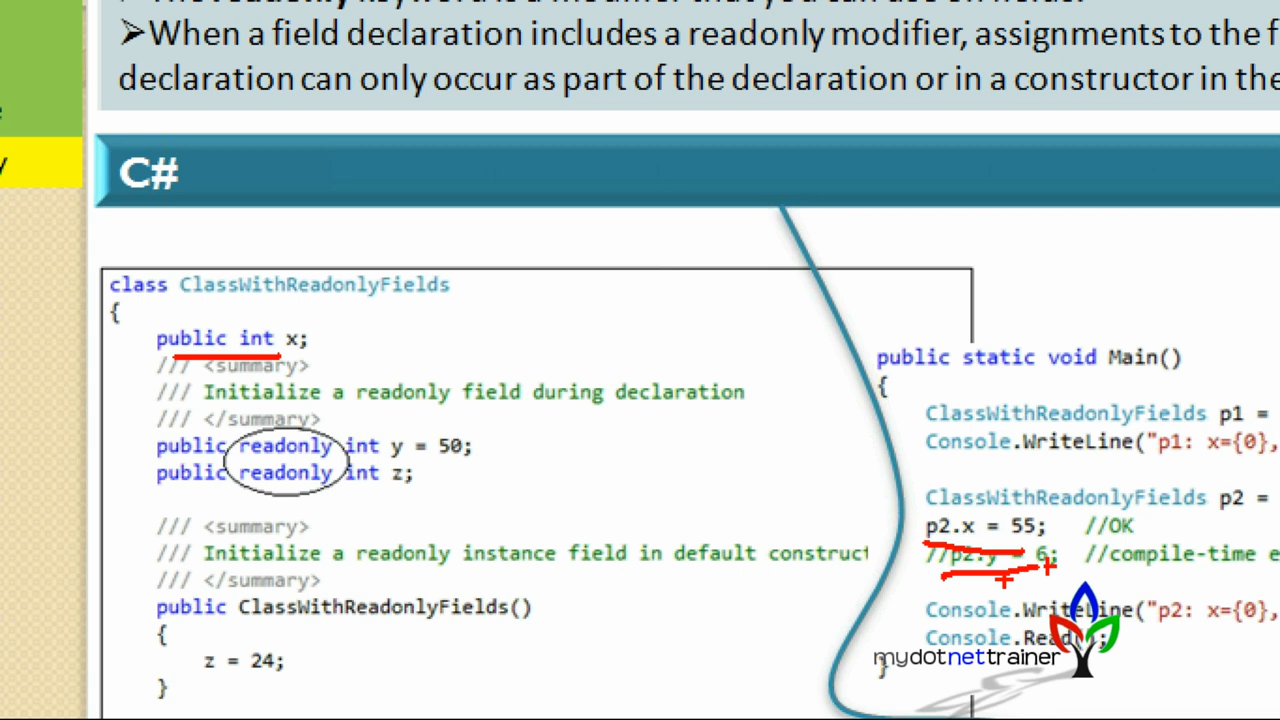 ➢When a field declaration includes a readonly modifier, assignments to the f
declaration can only occur as part of the declaration or in a constructor in the
C#
class ClassWithReadonlyFields
{
public int x;
/// <summary>
/// Initialize a readonly field during declaration
/// </summary>
public readonly int y = 50;
public readonly int z;
/// <summary>
/// Initialize a readonly instance field in default construct
/// </summary>
public ClassWithReadonlyFields()
{
z = 24;
}
public static void Main()
{
ClassWithReadonlyFields p1 =
Console.WriteLine("p1: x={0},
ClassWithReadonlyFields p2 =
p2.x = 55; //OK
//p2.y = 6; //compile-time e
Console.WriteLine("p2: x={0},
Console.Read();
}
mydotnettrainer